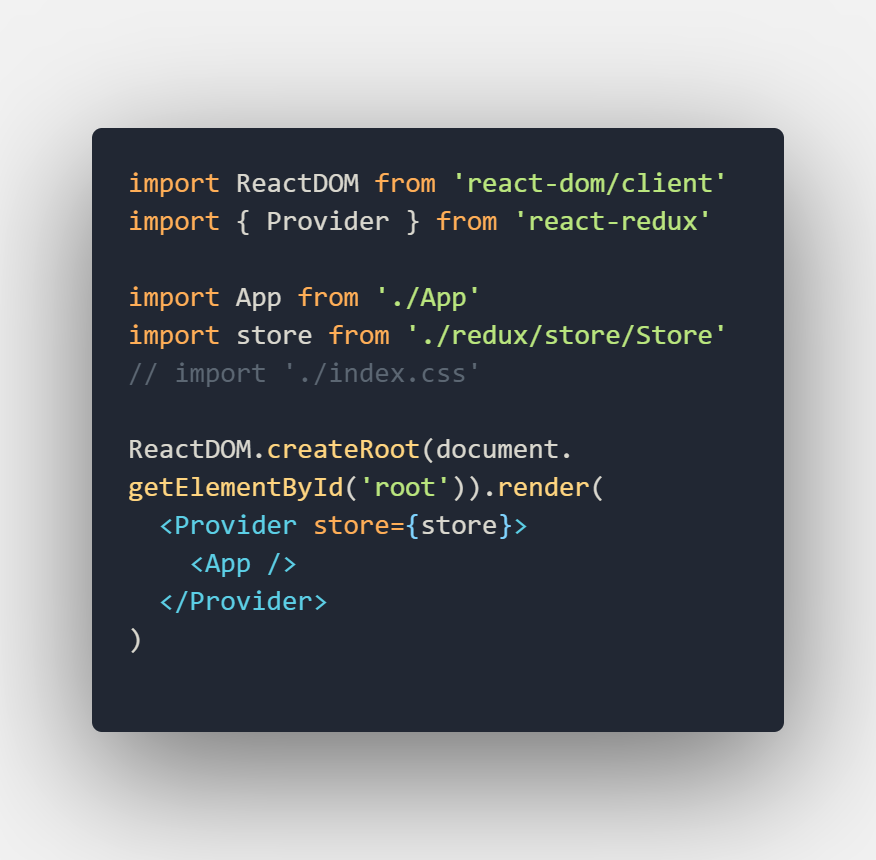 import ReactDOM from 'react-dom/client'
import { Provider } from 'react-redux'

import App from './App'
import store from './redux/store/Store'
// import './index.css'

ReactDOM.createRoot(document.
getElementById('root')).render(
  <Provider store={store}>
    <App />
  </Provider>
)